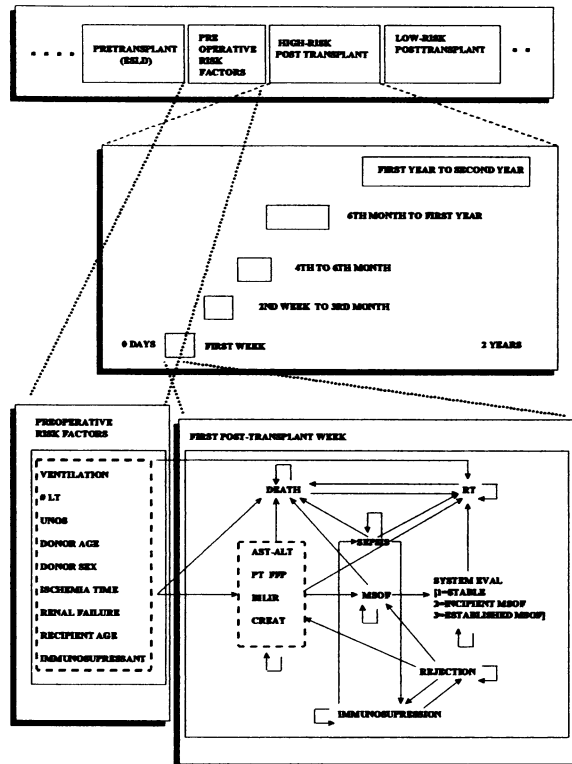 PRETRANSPLANT
(ESLD)
PRE
OPERATIVE
RISK
FACTORS
HIGH-RISK
POST TRANSPLANT
LOW-RISK
POSTTRANSPLANT
FIRST YEAR TO SECOND YEAR
6TH MONTH TO FIRST YEAR
4TH TO 6TH MONTH
2ND WEEK TO 3RD MONTH
0 DAYS
FIRST WEEK
2 YEARS
PREOPERATIVE
RISK FACTORS
VENTILATION
# LT
UNOS
DONOR AGE
DONOR SEX
ISCHEMIA TIME
RENAL FAILURE
RECIPIENT AGE
IMMUNOSUPRESSANT
FIRST POST-TRANSPLANT WEEK
DEATH
RT
SEPSIS
AST-ALT
PT FFP
BILIR
CREAT
MSOF
SYSTEM EVAL
[1=STABLE
2=INCIPIENT MSOF
3=ESTABLISHED MSOF]
REJECTION
IMMUNOSUPRESSION